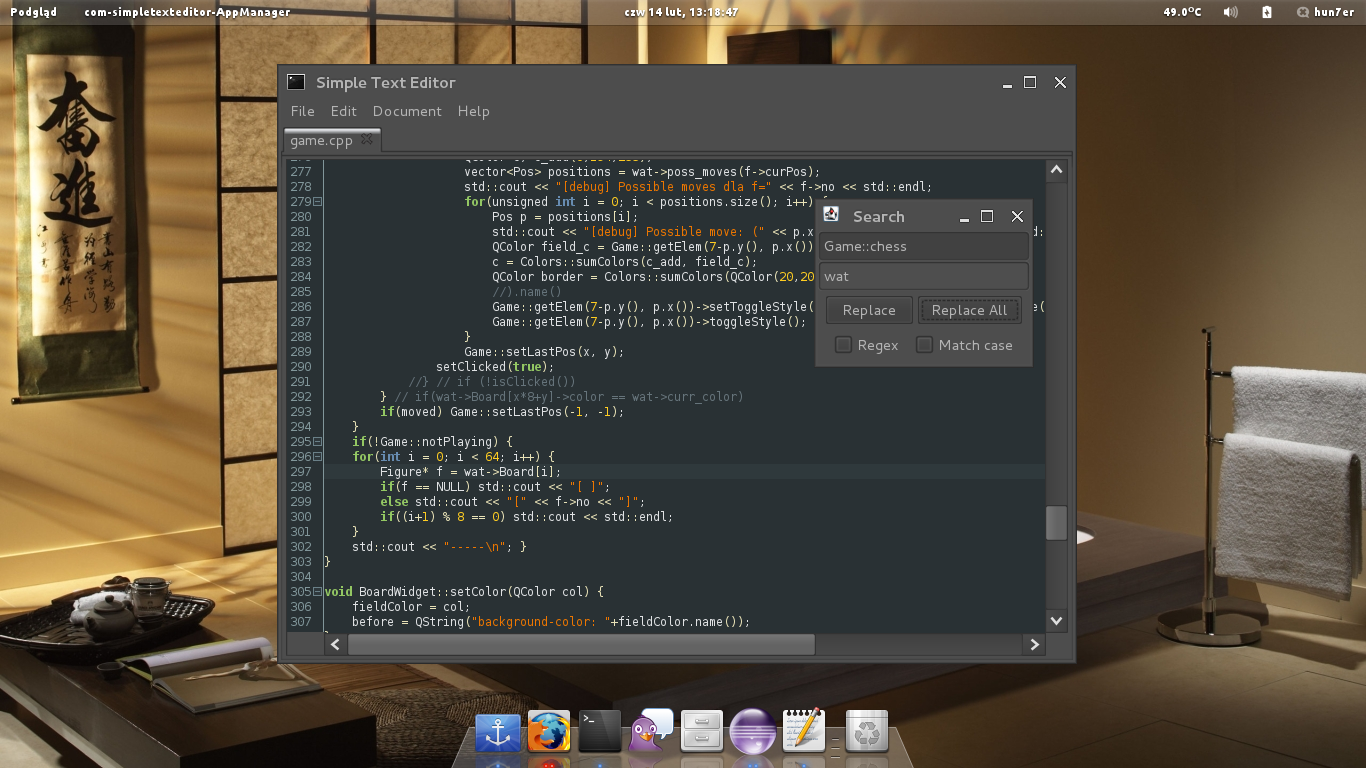 Podgląd com-simpletexteditor-AppManager czw 14 lut, 13:18:47 49.0°C hun7er
Simple Text Editor
File Edit Document Help
game.cpp
277 vector<Pos> positions = wat->poss_moves(f->curPos);
278 std::cout << "[debug] Possible moves dla f=" << f->no << std::endl;
279 for(unsigned int i = 0; i < positions.size(); i++) {
280 Pos p = positions[i];
281 std::cout << "[debug] Possible move: (" << p.x
282 QColor field_c = Game::getElem(7-p.y(), p.x())
283 c = Colors::sumColors(c_add, field_c);
284 QColor border = Colors::sumColors(QColor(20,20
285 //).name()
286 Game::getElem(7-p.y(), p.x())->setToggleStyle(
287 Game::getElem(7-p.y(), p.x())->toggleStyle();
288 }
289 Game::setLastPos(x, y);
290 setClicked(true);
291 //} // if (!isClicked())
292 } // if(wat->Board[x*8+y]->color == wat->curr_color)
293 if(moved) Game::setLastPos(-1, -1);
294 }
295 if(!Game::notPlaying) {
296 for(int i = 0; i < 64; i++) {
297 Figure* f = wat->Board[i];
298 if(f == NULL) std::cout << "[ ]";
299 else std::cout << "[" << f->no << "]";
300 if((i+1) % 8 == 0) std::cout << std::endl;
301 }
302 std::cout << "-----\n"; }
303 }
304
305 void BoardWidget::setColor(QColor col) {
306 fieldColor = col;
307 before = QString("background-color: "+fieldColor.name());
Search
Game::chess
wat
Replace Replace All
Regex Match case
奮進
>_